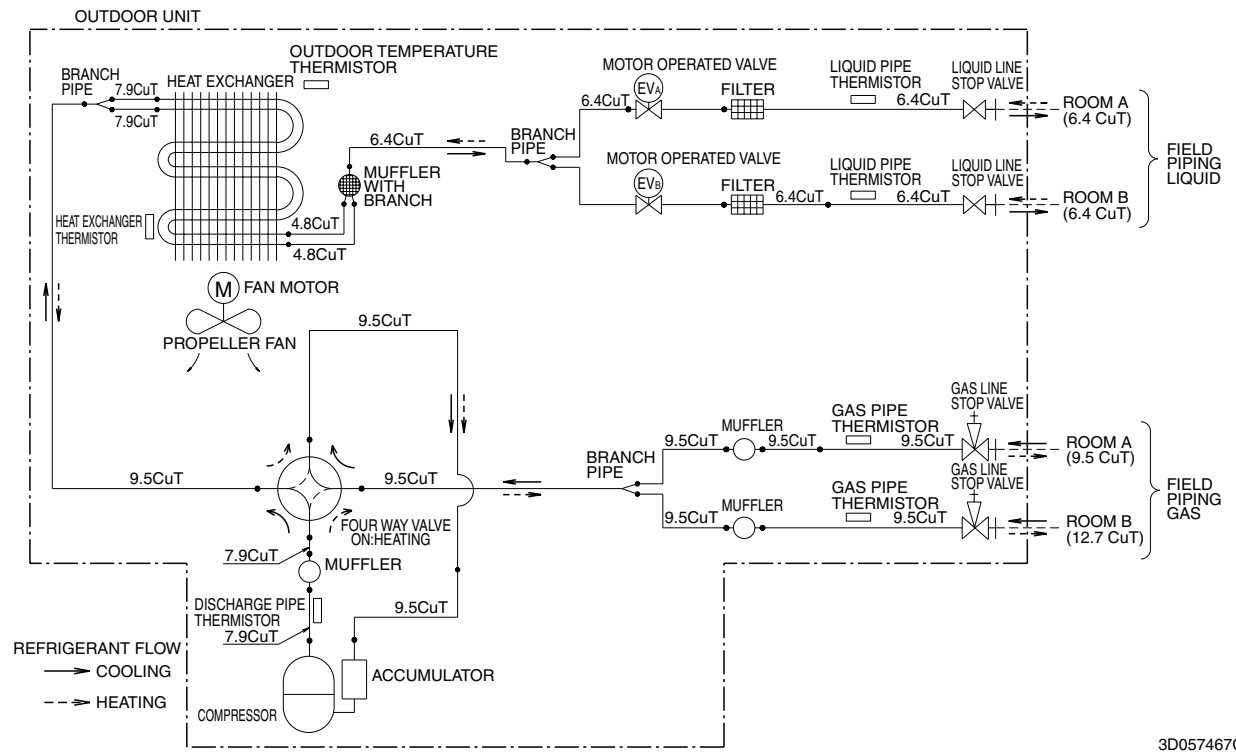 OUTDOOR UNIT
OUTDOOR TEMPERATURE
THERMISTOR
BRANCH
PIPE
7.9CuT
7.9CuT
HEAT EXCHANGER
HEAT EXCHANGER
THERMISTOR
6.4CuT
MUFFLER
WITH
BRANCH
4.8CuT
4.8CuT
M
FAN MOTOR
PROPELLER FAN
BRANCH
PIPE
MOTOR OPERATED VALVE
EVA
6.4CuT
FILTER
LIQUID PIPE
THERMISTOR
6.4CuT
LIQUID LINE
STOP VALVE
ROOM A
(6.4 CuT)
MOTOR OPERATED VALVE
EVB
FILTER
6.4CuT
LIQUID PIPE
THERMISTOR
6.4CuT
LIQUID LINE
STOP VALVE
ROOM B
(6.4 CuT)
FIELD
PIPING
LIQUID
9.5CuT
9.5CuT
9.5CuT
FOUR WAY VALVE
ON:HEATING
BRANCH
PIPE
9.5CuT
MUFFLER
9.5CuT
GAS PIPE
THERMISTOR
9.5CuT
GAS LINE
STOP VALVE
ROOM A
(9.5 CuT)
9.5CuT
MUFFLER
GAS PIPE
THERMISTOR
9.5CuT
GAS LINE
STOP VALVE
ROOM B
(12.7 CuT)
FIELD
PIPING
GAS
7.9CuT
MUFFLER
DISCHARGE PIPE
THERMISTOR
7.9CuT
9.5CuT
ACCUMULATOR
COMPRESSOR
REFRIGERANT FLOW
COOLING
HEATING